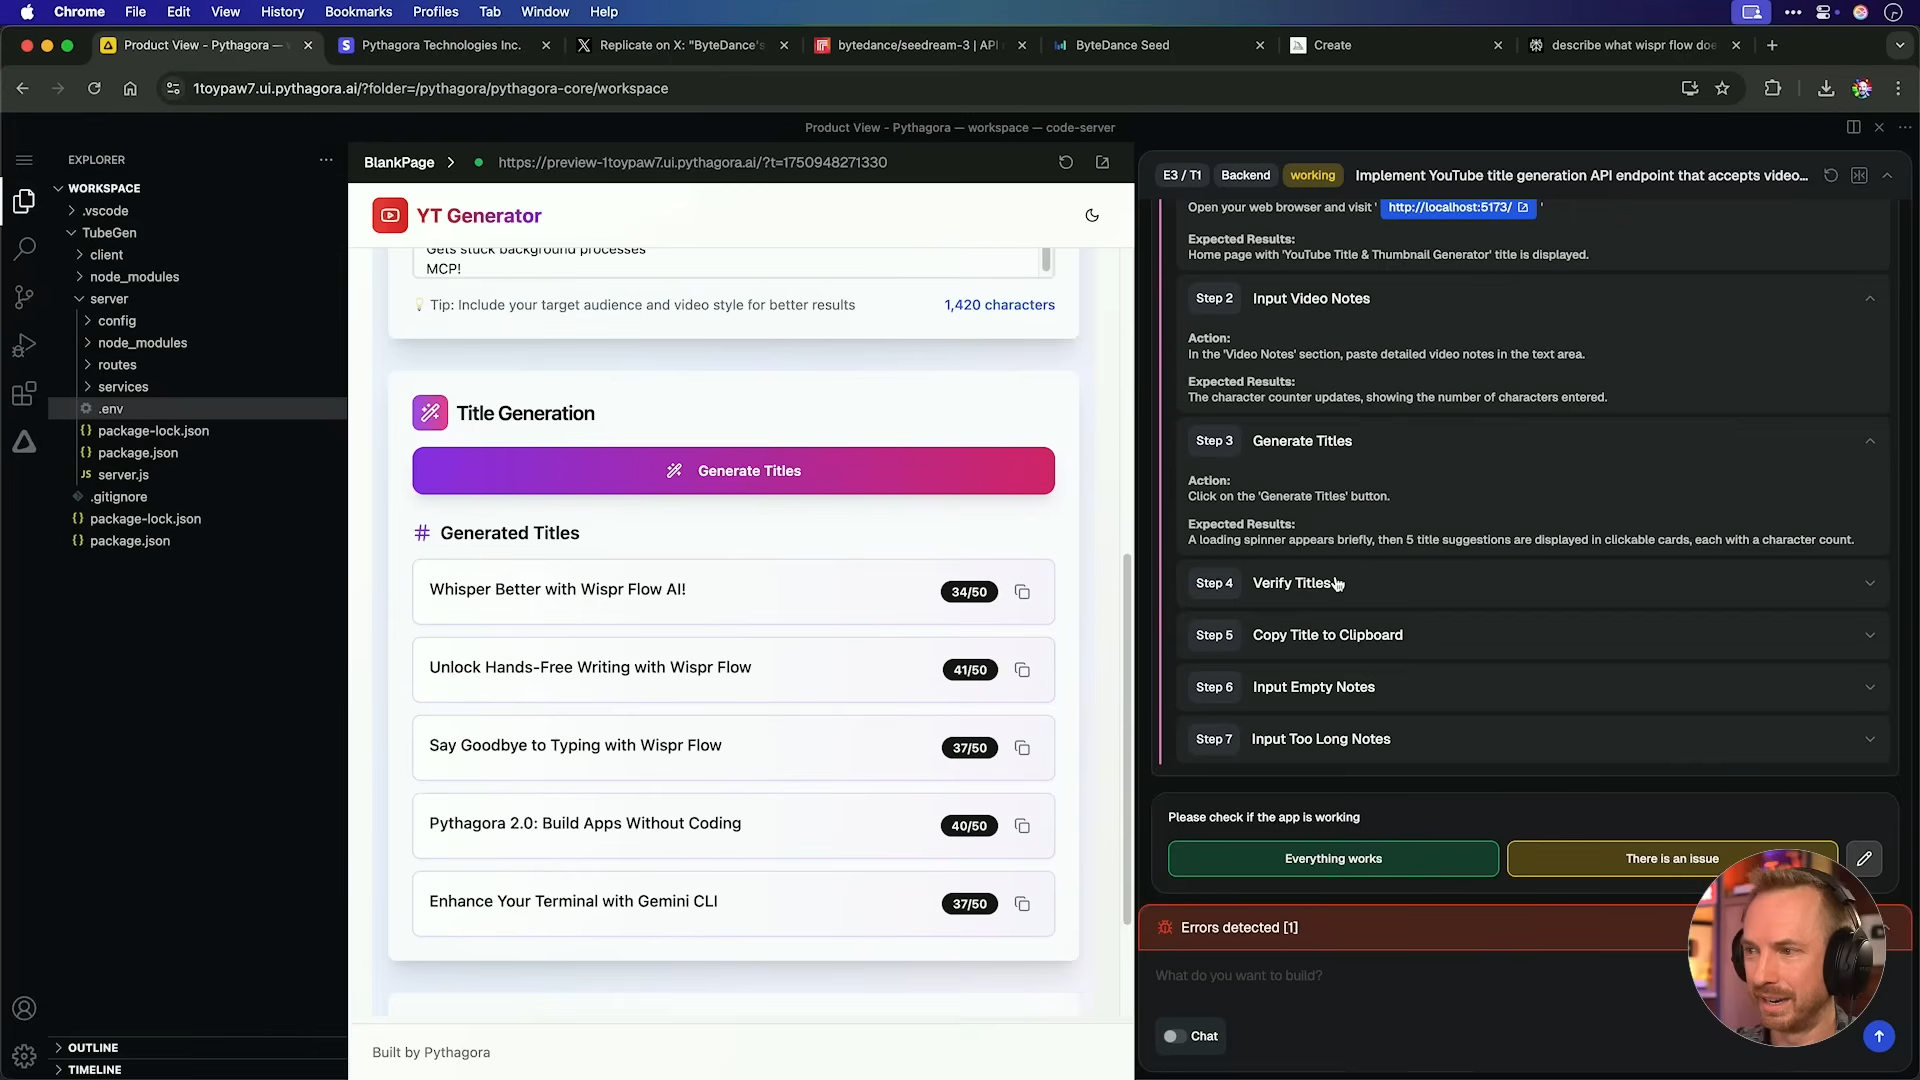 Chrome File Edit View History Bookmarks Profiles Tab Window Help
Product View - Pythagora —
Pythagora Technologies Inc.
Replicate on X: "ByteDance's
bytedance/seedream-3 | API
ByteDance Seed
Create
describe what wispr flow doe
1toypaw7.ui.pythagora.ai/?folder=/pythagora/pythagora-core/workspace
Product View - Pythagora — workspace — code-server
EXPLORER
WORKSPACE
.vscode
TubeGen
client
node_modules
server
config
node_modules
routes
services
.env
package-lock.json
package.json
JS server.js
.gitignore
package-lock.json
package.json
OUTLINE
TIMELINE
BlankPage
https://preview-1toypaw7.ui.pythagora.ai/?t=1750948271330
YT Generator
Gets stuck background processes
MCP!
Tip: Include your target audience and video style for better results
1,420 characters
Title Generation
Generate Titles
# Generated Titles
Whisper Better with Wispr Flow AI!
34/50
Unlock Hands-Free Writing with Wispr Flow
41/50
Say Goodbye to Typing with Wispr Flow
37/50
Pythagora 2.0: Build Apps Without Coding
40/50
Enhance Your Terminal with Gemini CLI
37/50
Built by Pythagora
E3 / T1 Backend working Implement YouTube title generation API endpoint that accepts video...
Open your web browser and visit ' http://localhost:5173/ '
Expected Results:
Home page with 'YouTube Title & Thumbnail Generator' title is displayed.
Step 2 Input Video Notes
Action:
In the 'Video Notes' section, paste detailed video notes in the text area.
Expected Results:
The character counter updates, showing the number of characters entered.
Step 3 Generate Titles
Action:
Click on the 'Generate Titles' button.
Expected Results:
A loading spinner appears briefly, then 5 title suggestions are displayed in clickable cards, each with a character count.
Step 4 Verify Titles
Step 5 Copy Title to Clipboard
Step 6 Input Empty Notes
Step 7 Input Too Long Notes
Please check if the app is working
Everything works
There is an issue
Errors detected [1]
What do you want to build?
Chat